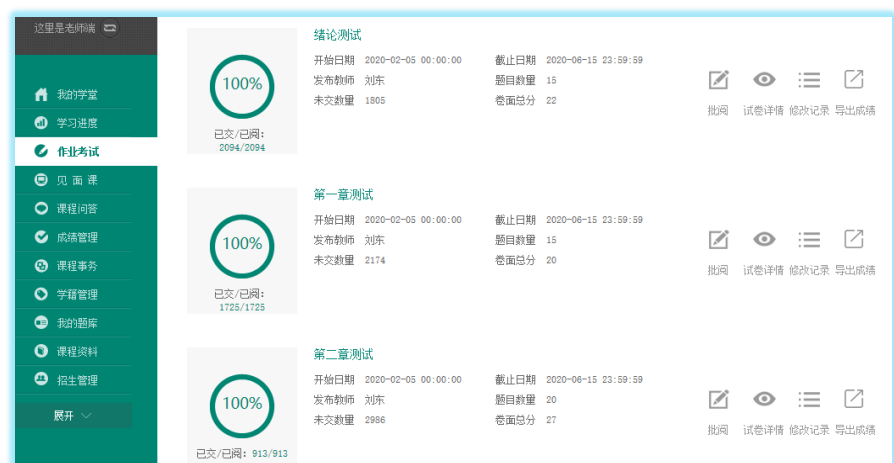 这里是老师端
我的学堂
学习进度
作业考试
见面课
课程问答
成绩管理
课程事务
学籍管理
我的题库
课程资料
招生管理
展开
绪论测试
100%
已交/已阅:
2094/2094
开始日期 2020-02-05 00:00:00 截止日期 2020-06-15 23:59:59
发布教师 刘东 题目数量 15
未交数量 1805 卷面总分 22
批阅 试卷详情 修改记录 导出成绩
第一章测试
100%
已交/已阅:
1725/1725
开始日期 2020-02-05 00:00:00 截止日期 2020-06-15 23:59:59
发布教师 刘东 题目数量 15
未交数量 2174 卷面总分 20
批阅 试卷详情 修改记录 导出成绩
第二章测试
100%
已交/已阅: 913/913
开始日期 2020-02-05 00:00:00 截止日期 2020-06-15 23:59:59
发布教师 刘东 题目数量 20
未交数量 2986 卷面总分 27
批阅 试卷详情 修改记录 导出成绩